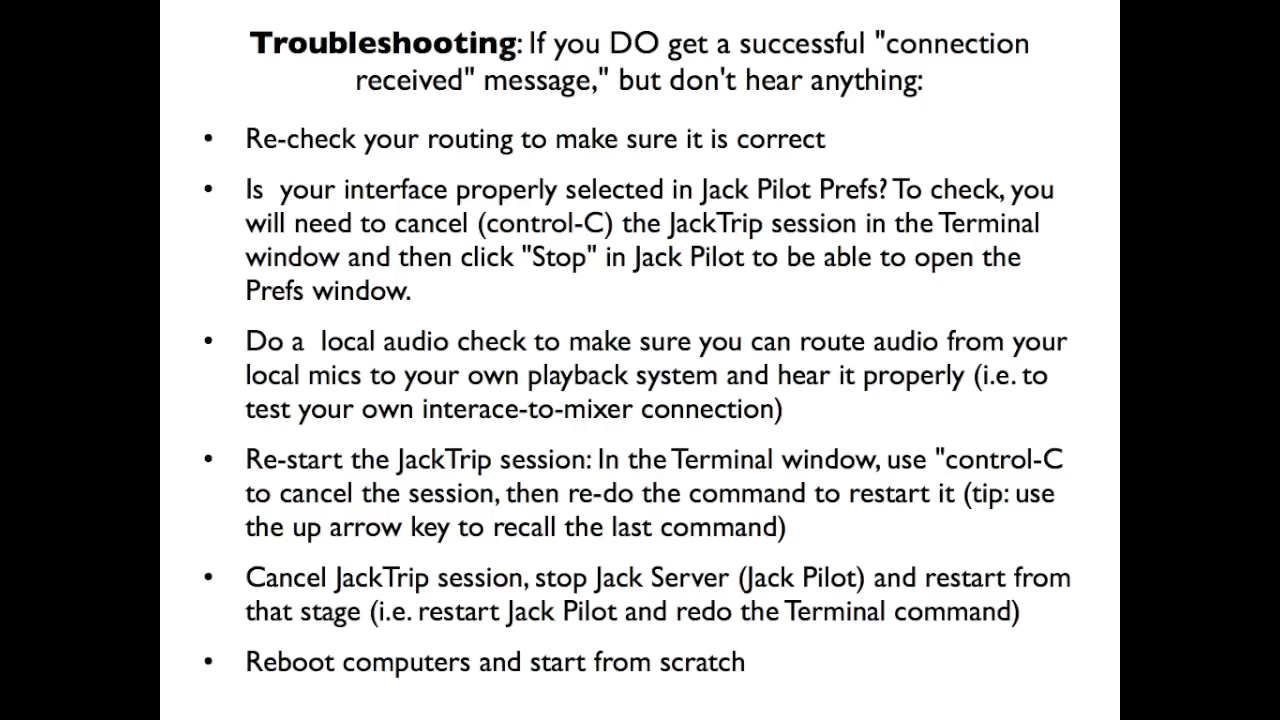 Troubleshooting: If you DO get a successful "connection
received" message," but don't hear anything:
• Re-check your routing to make sure it is correct
• Is your interface properly selected in Jack Pilot Prefs? To check, you
will need to cancel (control-C) the JackTrip session in the Terminal
window and then click "Stop" in Jack Pilot to be able to open the
Prefs window.
• Do a local audio check to make sure you can route audio from your
local mics to your own playback system and hear it properly (i.e. to
test your own interace-to-mixer connection)
• Re-start the JackTrip session: In the Terminal window, use "control-C
to cancel the session, then re-do the command to restart it (tip: use
the up arrow key to recall the last command)
• Cancel JackTrip session, stop Jack Server (Jack Pilot) and restart from
that stage (i.e. restart Jack Pilot and redo the Terminal command)
• Reboot computers and start from scratch